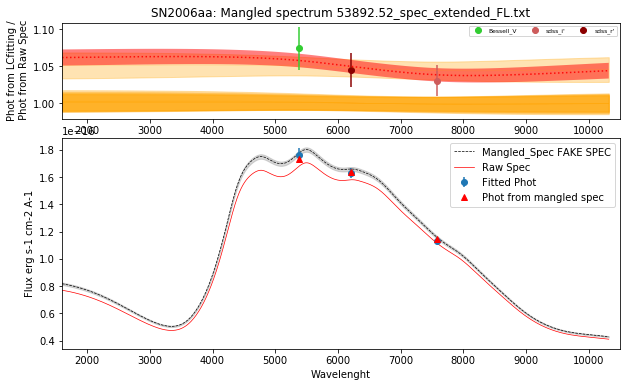 SN2006aa: Mangled spectrum 53892.52_spec_extended_FL.txt
Phot from LCfitting /
Phot from Raw Spec
1.10
1.05
1.00
Bessell_V
sdss_i'
sdss_r'
2000 3000 4000 5000 6000 7000 8000 9000 10000
1e−16
Flux erg s-1 cm-2 A-1
1.8
1.6
1.4
1.2
1.0
0.8
0.6
0.4
Mangled_Spec FAKE SPEC
Raw Spec
Fitted Phot
Phot from mangled spec
2000 3000 4000 5000 6000 7000 8000 9000 10000
Wavelenght